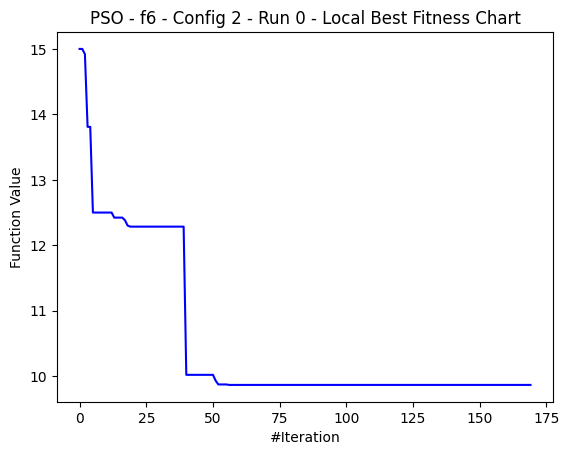 PSO - f6 - Config 2 - Run 0 - Local Best Fitness Chart
15
14
13
12
11
10
Function Value
0 25 50 75 100 125 150 175
#Iteration